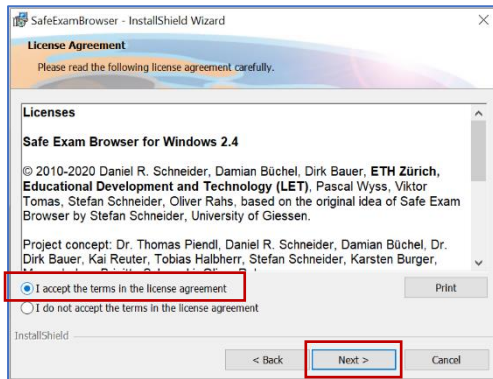 SafeExamBrowser - InstallShield Wizard
License Agreement
Please read the following license agreement carefully.
Licenses
Safe Exam Browser for Windows 2.4
© 2010-2020 Daniel R. Schneider, Damian Büchel, Dirk Bauer, ETH Zürich,
Educational Development and Technology (LET), Pascal Wyss, Viktor
Tomas, Stefan Schneider, Oliver Rahs, based on the original idea of Safe Exam
Browser by Stefan Schneider, University of Giessen.
Project concept: Dr. Thomas Piendl, Daniel R. Schneider, Damian Büchel, Dr.
Dirk Bauer, Kai Reuter, Tobias Halbherr, Stefan Schneider, Karsten Burger,
I accept the terms in the license agreement
Print
I do not accept the terms in the license agreement
InstallShield
< Back
Next >
Cancel